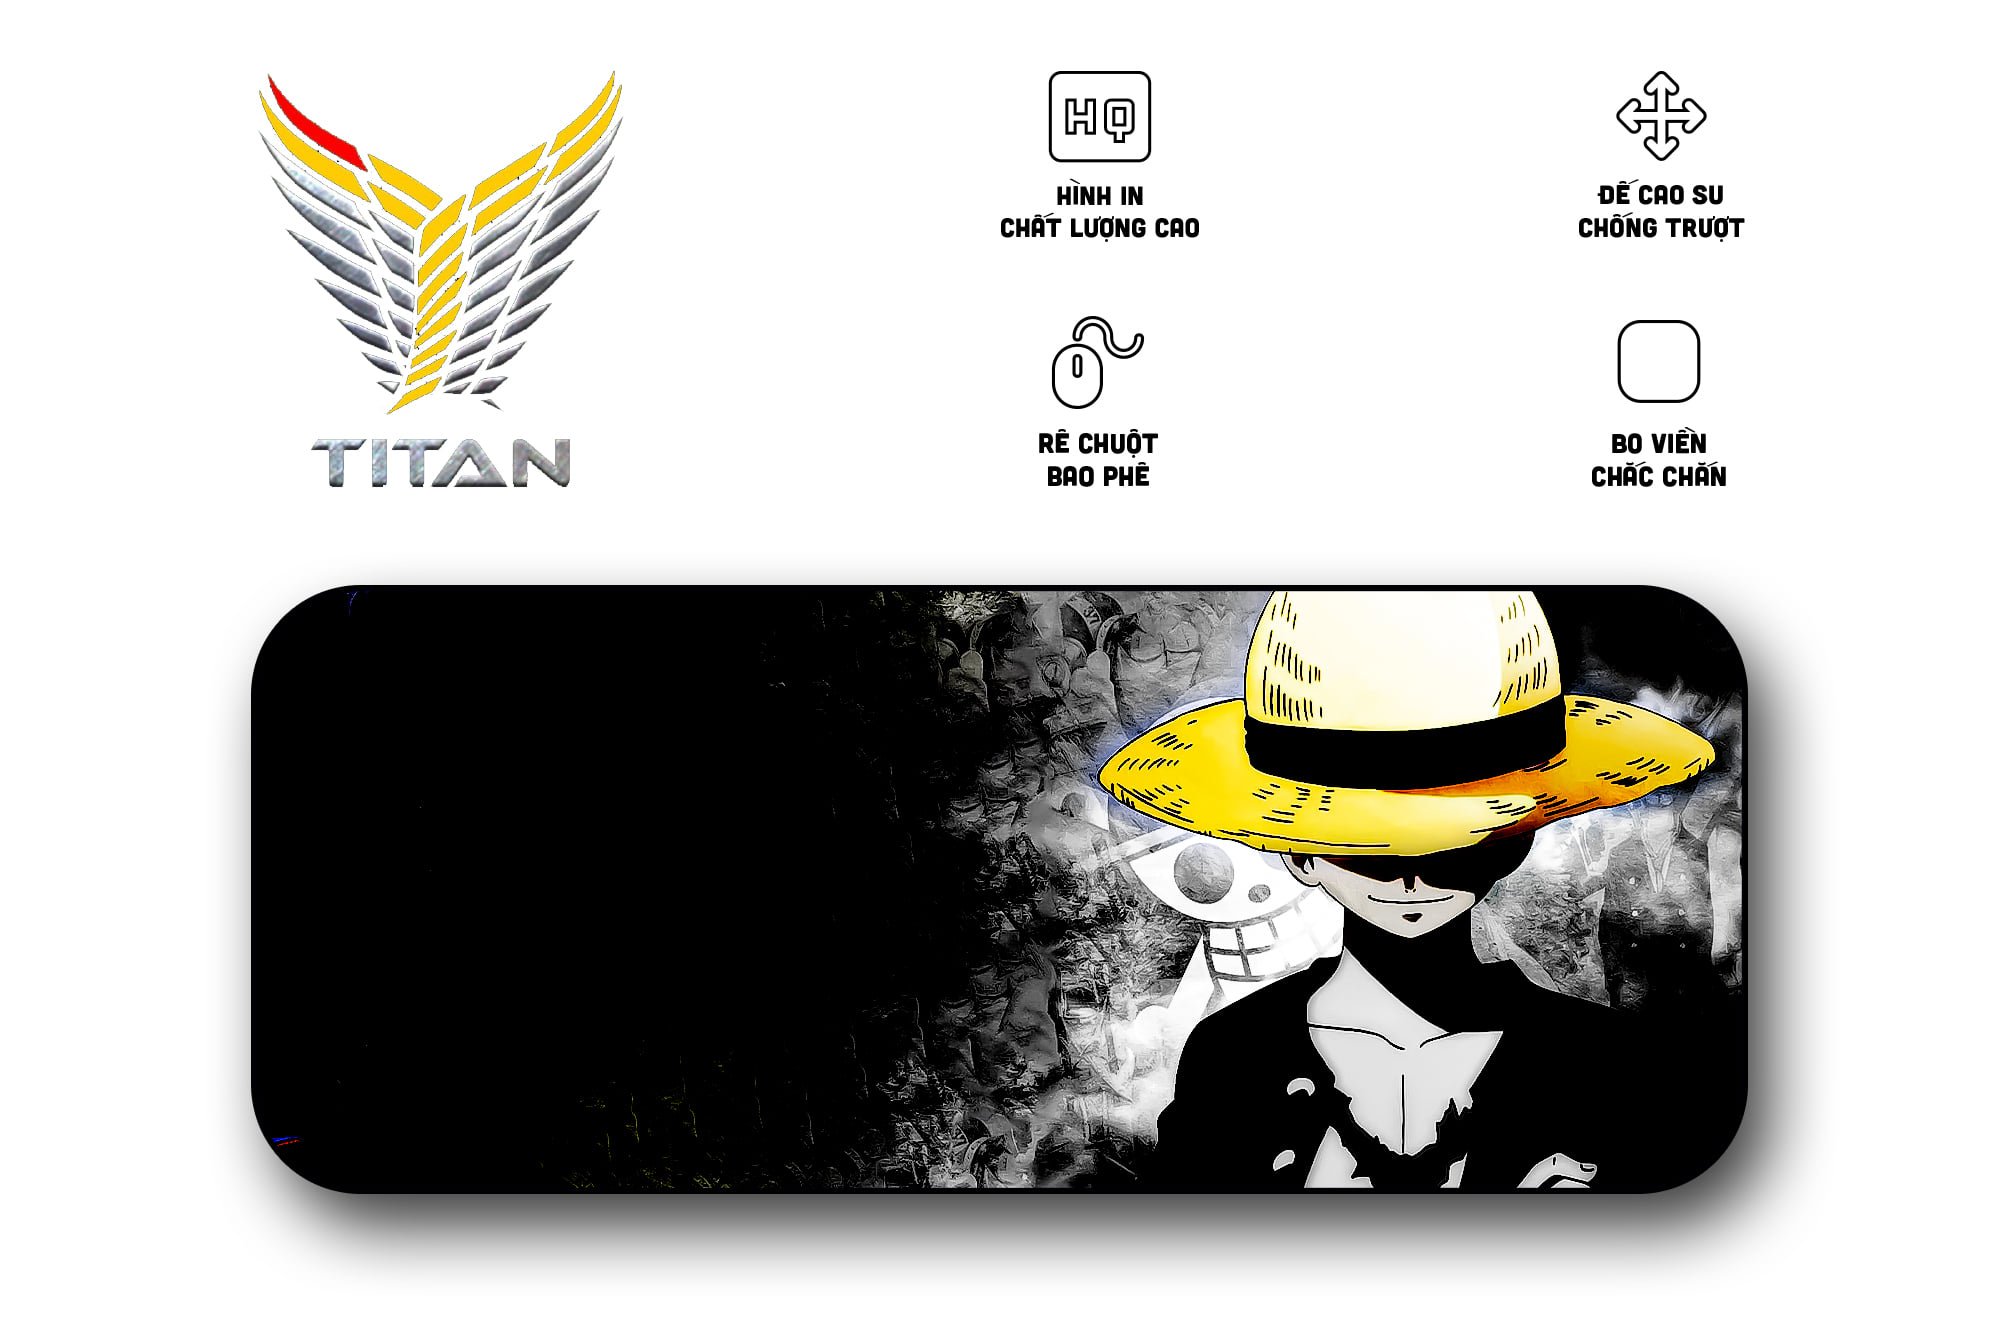 TITAN
HQ
HÌNH IN
CHẤT LƯỢNG CAO
ĐẾ CAO SU
CHỐNG TRƯỢT
RÊ CHUỘT
BAO PHÊ
BO VIỀN
CHẮC CHẮN